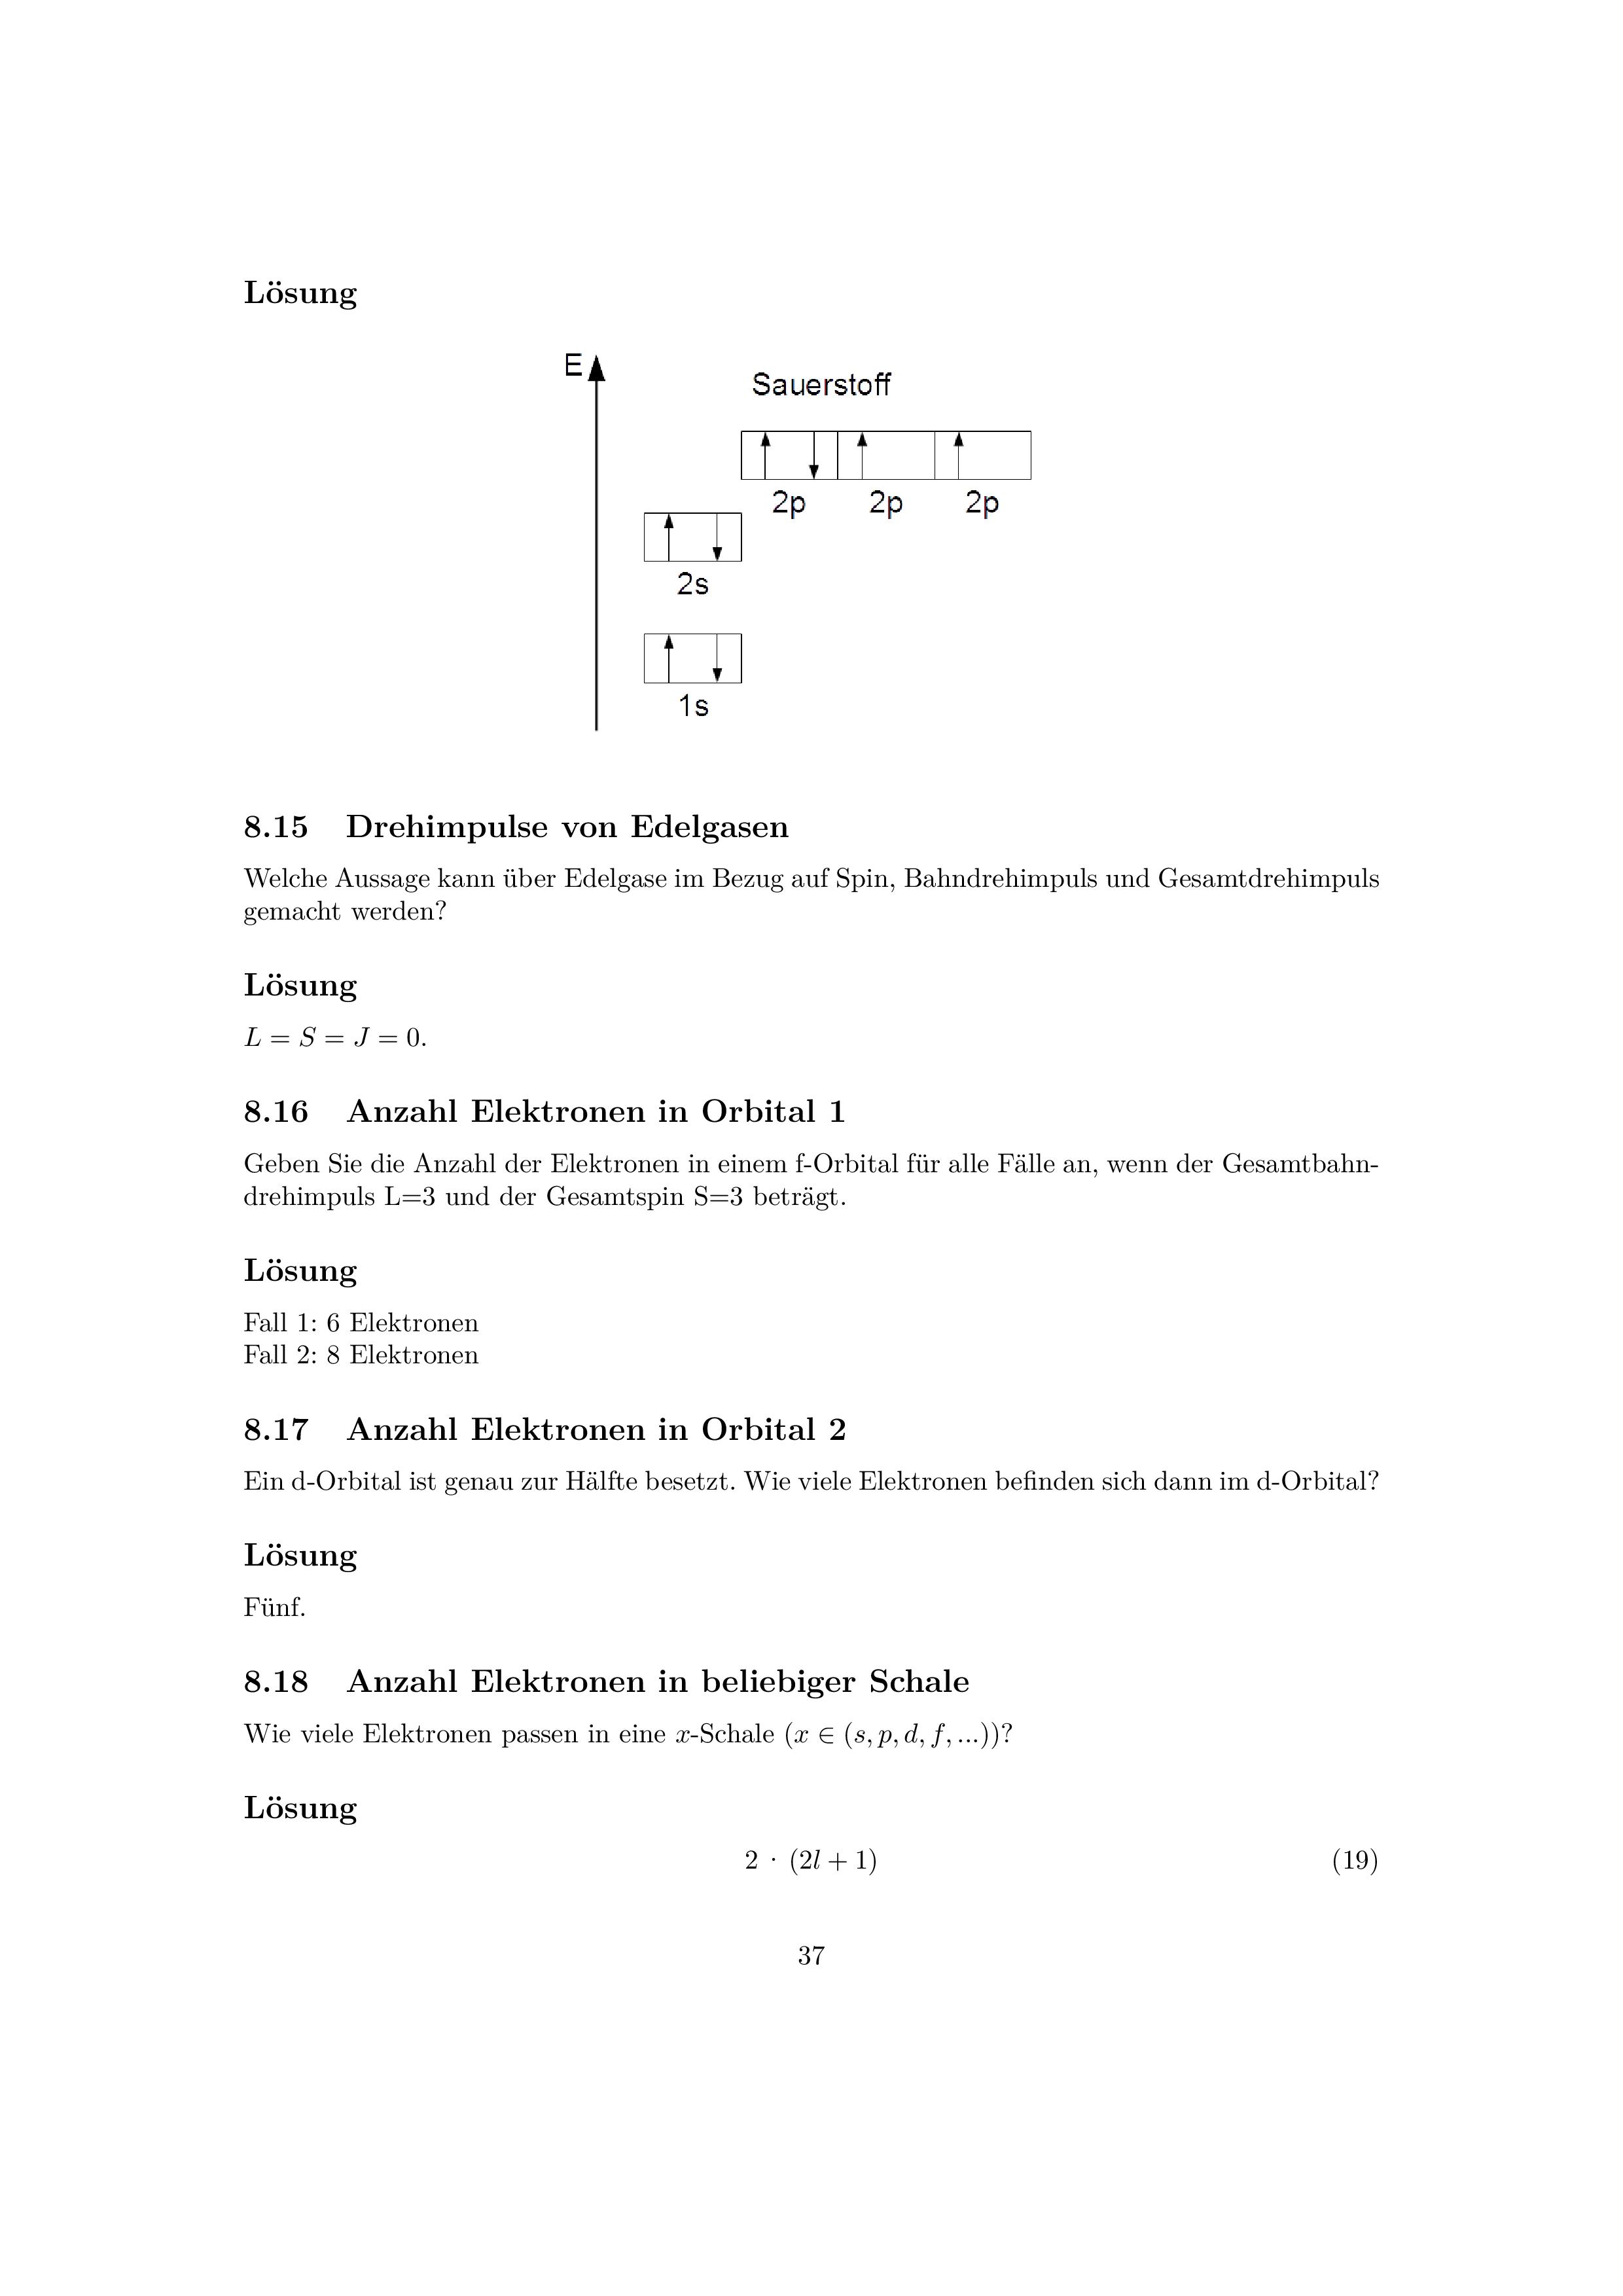 Lösung
E
Sauerstoff
2p 2p 2p
2s
1s
8.15 Drehimpulse von Edelgasen
Welche Aussage kann über Edelgase im Bezug auf Spin, Bahndrehimpuls und Gesamtdrehimpuls
gemacht werden?
Lösung
L = S = J = 0.
8.16 Anzahl Elektronen in Orbital 1
Geben Sie die Anzahl der Elektronen in einem f-Orbital für alle Fälle an, wenn der Gesamtbahn-
drehimpuls L=3 und der Gesamtspin S=3 beträgt.
Lösung
Fall 1: 6 Elektronen
Fall 2: 8 Elektronen
8.17 Anzahl Elektronen in Orbital 2
Ein d-Orbital ist genau zur Hälfte besetzt. Wie viele Elektronen befinden sich dann im d-Orbital?
Lösung
Fünf.
8.18 Anzahl Elektronen in beliebiger Schale
Wie viele Elektronen passen in eine x-Schale (x ∈ (s, p, d, f, ...))?
Lösung
2 · (2l + 1) (19)
37